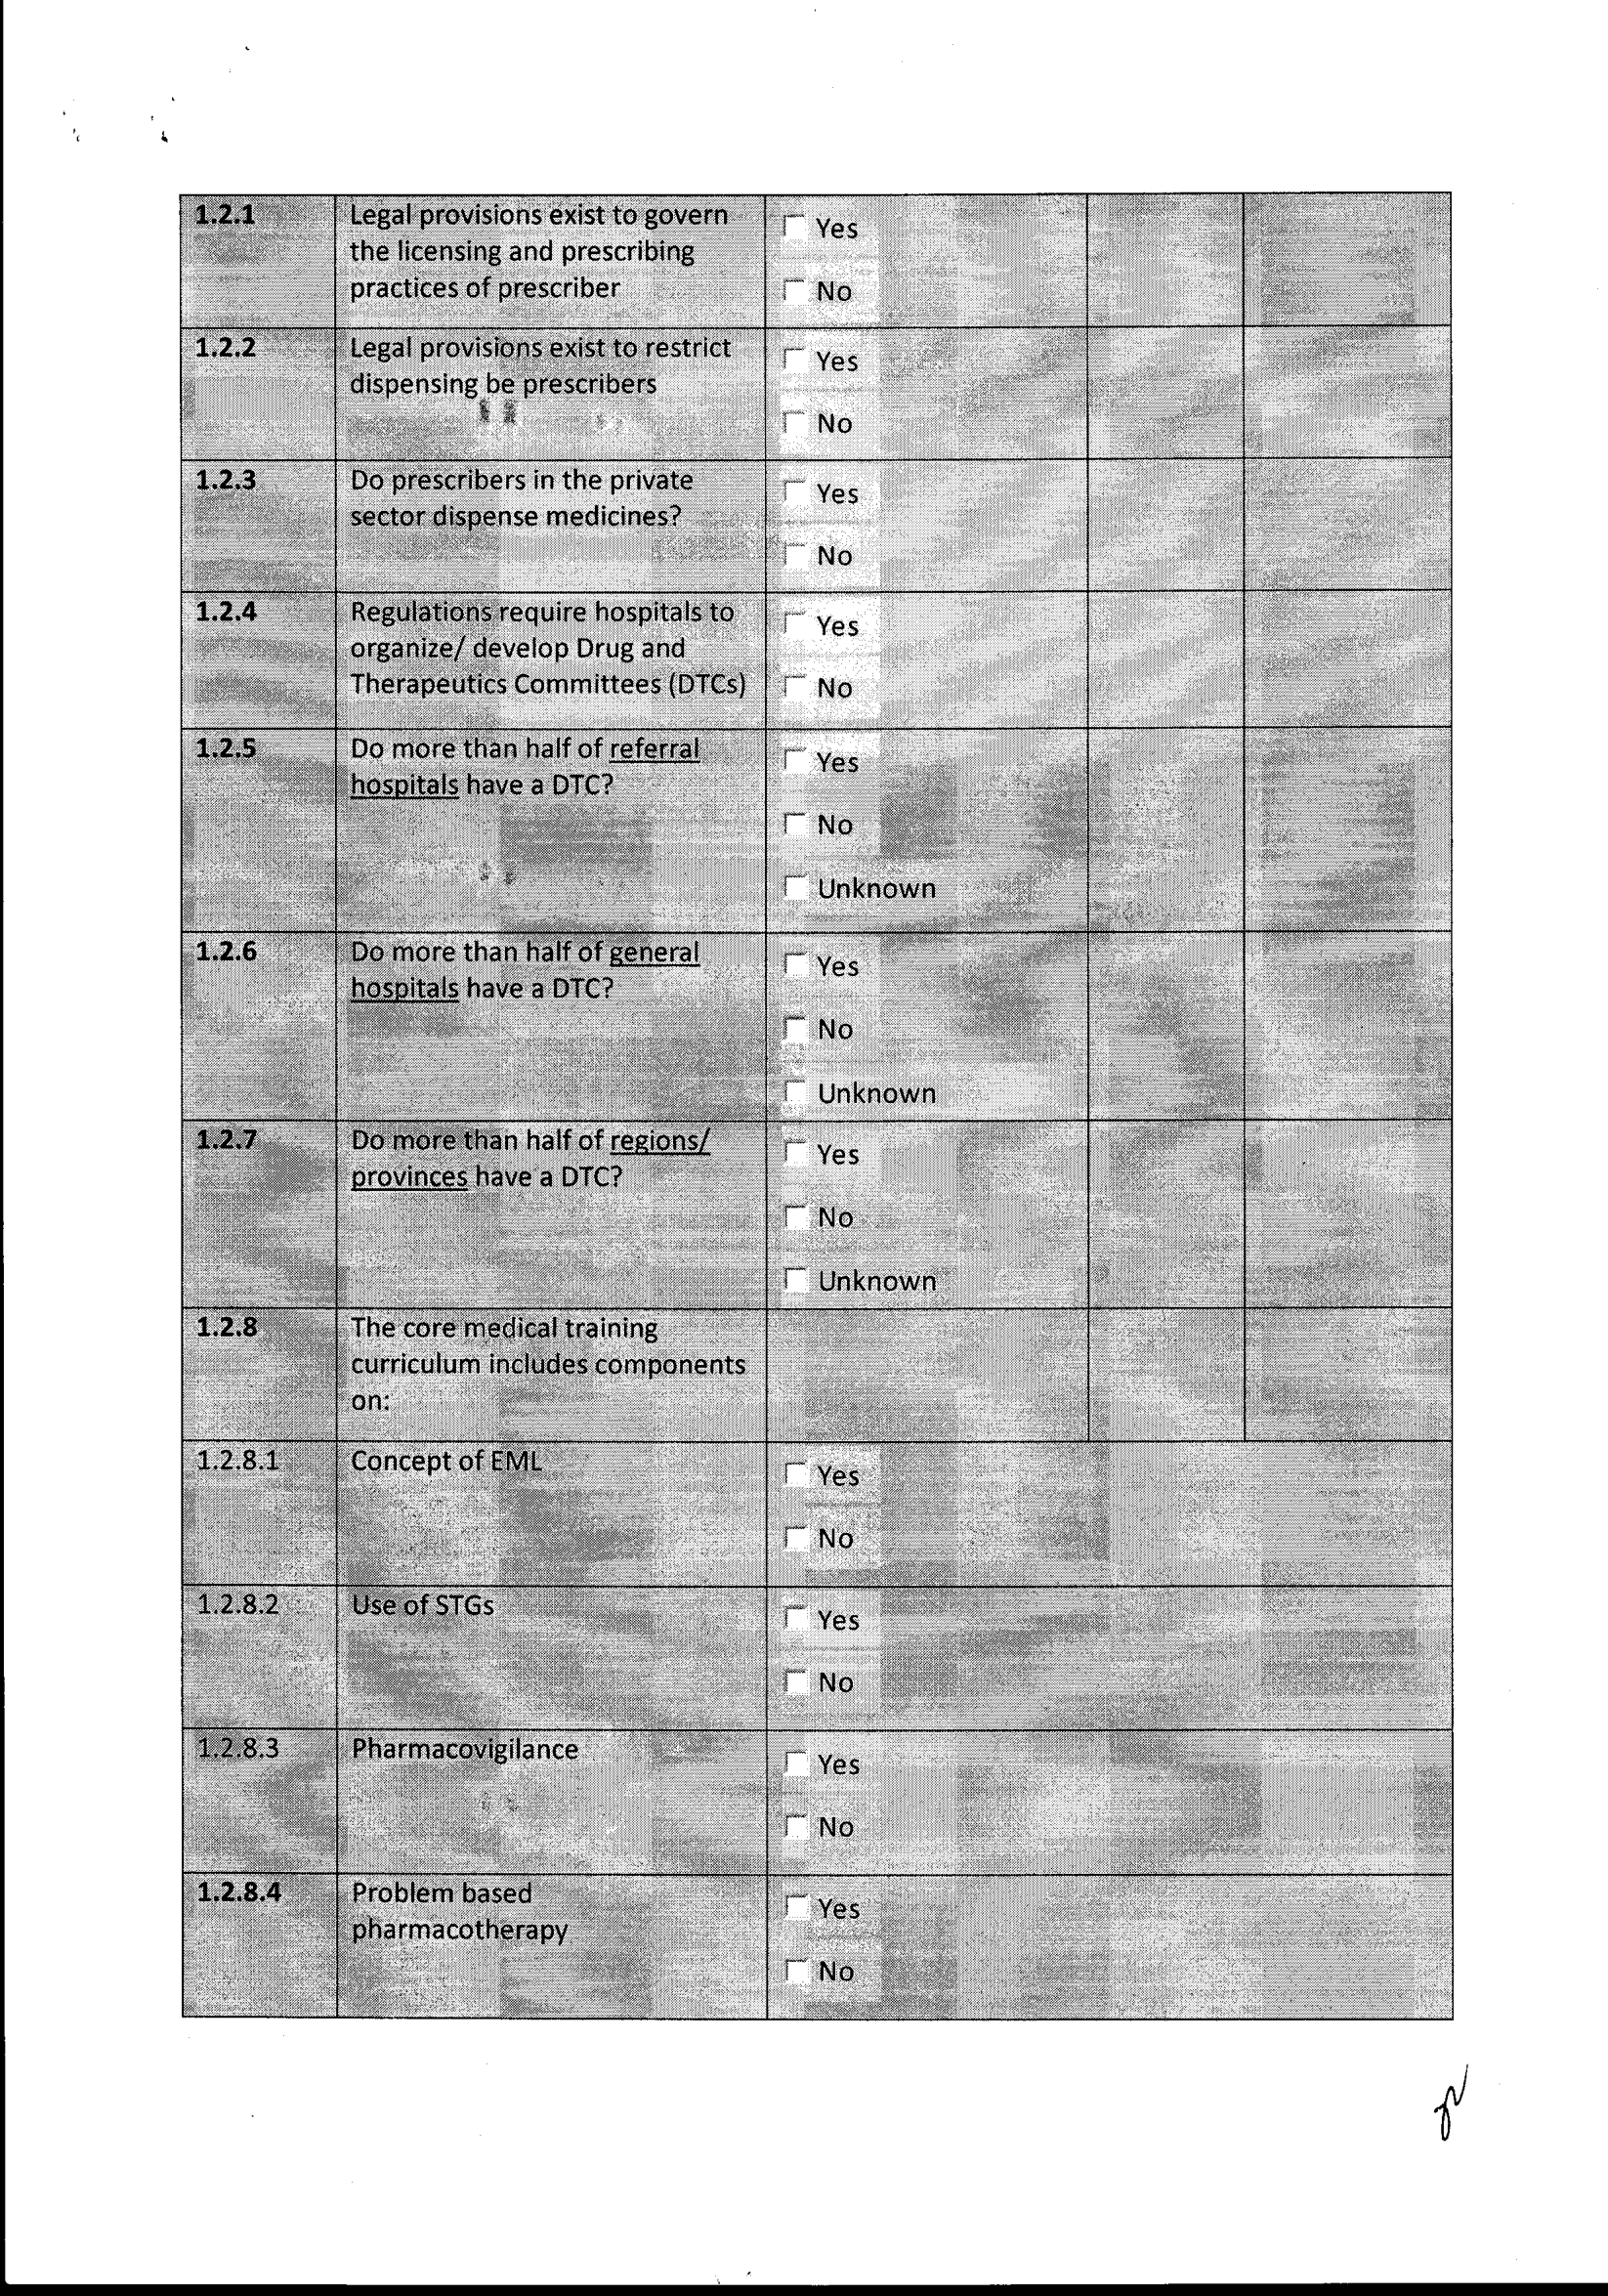 1.2.1 Legal provisions exist to govern
the licensing and prescribing
practices of prescriber
Yes
No
1.2.2 Legal provisions exist to restrict
dispensing be prescribers
Yes
No
1.2.3 Do prescribers in the private
sector dispense medicines?
Yes
No
1.2.4 Regulations require hospitals to
organize/ develop Drug and
Therapeutics Committees (DTCs)
Yes
No
1.2.5 Do more than half of referral
hospitals have a DTC?
Yes
No
Unknown
1.2.6 Do more than half of general
hospitals have a DTC?
Yes
No
Unknown
1.2.7 Do more than half of regions/
provinces have a DTC?
Yes
No
Unknown
1.2.8 The core medical training
curriculum includes components
on:
1.2.8.1 Concept of EML
Yes
No
1.2.8.2 Use of STGs
Yes
No
1.2.8.3 Pharmacovigilance
Yes
No
1.2.8.4 Problem based
pharmacotherapy
Yes
No